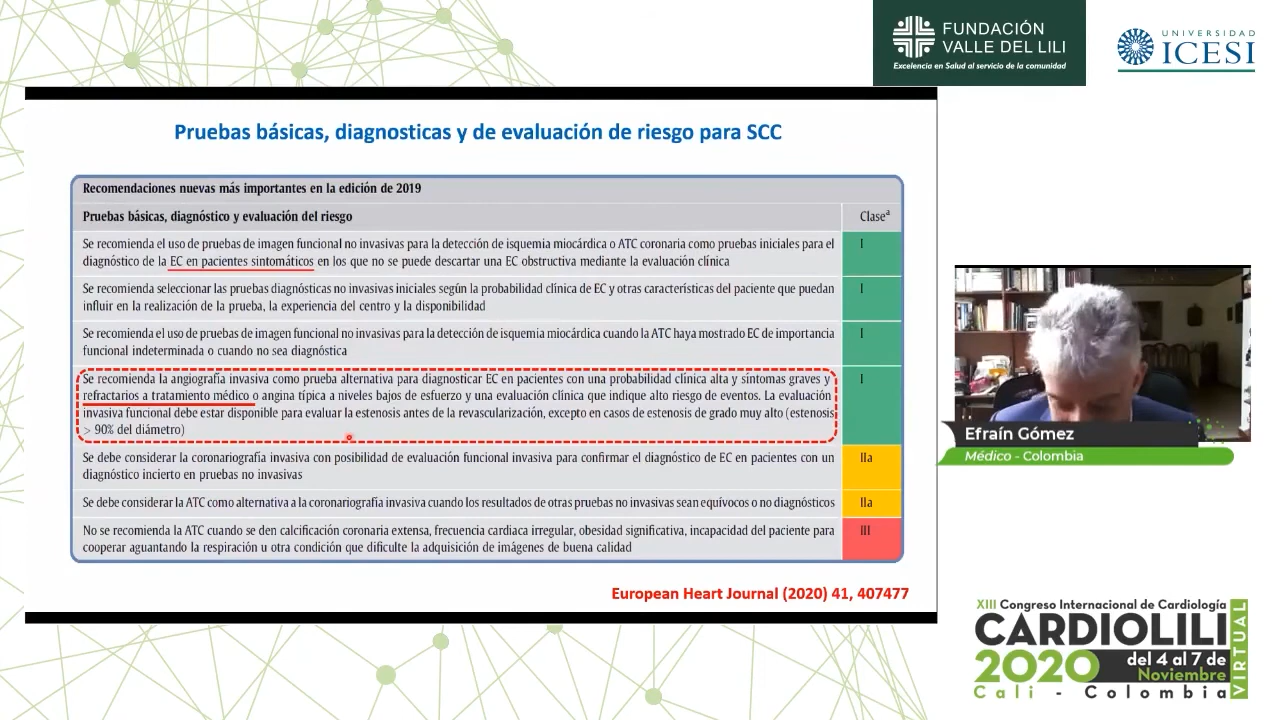 FUNDACIÓN
VALLE DEL LILI
Excelencia en Salud al servicio de la comunidad
UNIVERSIDAD
ICESI
Pruebas básicas, diagnosticas y de evaluación de riesgo para SCC
Recomendaciones nuevas más importantes en la edición de 2019
Pruebas básicas, diagnóstico y evaluación del riesgo
Claseª
Se recomienda el uso de pruebas de imagen funcional no invasivas para la detección de isquemia miocárdica o ATC coronaria como pruebas iniciales para el
diagnóstico de la EC en pacientes sintomáticos en los que no se puede descartar una EC obstructiva mediante la evaluación clínica
I
Se recomienda seleccionar las pruebas diagnósticas no invasivas iniciales según la probabilidad clínica de EC y otras características del paciente que puedan
influir en la realización de la prueba, la experiencia del centro y la disponibilidad
I
Se recomienda el uso de pruebas de imagen funcional no invasivas para la detección de isquemia miocárdica cuando la ATC haya mostrado EC de importancia
funcional indeterminada o cuando no sea diagnóstica
I
Se recomienda la angiografía invasiva como prueba alternativa para diagnosticar EC en pacientes con una probabilidad clínica alta y síntomas graves y
refractarios a tratamiento médico o angina típica a niveles bajos de esfuerzo y una evaluación clínica que indique alto riesgo de eventos. La evaluación
invasiva funcional debe estar disponible para evaluar la estenosis antes de la revascularización, excepto en casos de estenosis de grado muy alto (estenosis
> 90% del diámetro)
I
Se debe considerar la coronariografía invasiva con posibilidad de evaluación funcional invasiva para confirmar el diagnóstico de EC en pacientes con un
diagnóstico incierto en pruebas no invasivas
IIa
Se debe considerar la ATC como alternativa a la coronariografía invasiva cuando los resultados de otras pruebas no invasivas sean equívocos o no diagnósticos
IIa
No se recomienda la ATC cuando se den calcificación coronaria extensa, frecuencia cardiaca irregular, obesidad significativa, incapacidad del paciente para
cooperar aguantando la respiración u otra condición que dificulte la adquisición de imágenes de buena calidad
III
European Heart Journal (2020) 41, 407477
Efraín Gómez
Médico - Colombia
XIII Congreso Internacional de Cardiología
CARDIOLILI
2020
del 4 al 7 de
Noviembre
Cali - Colombia
VIRTUAL